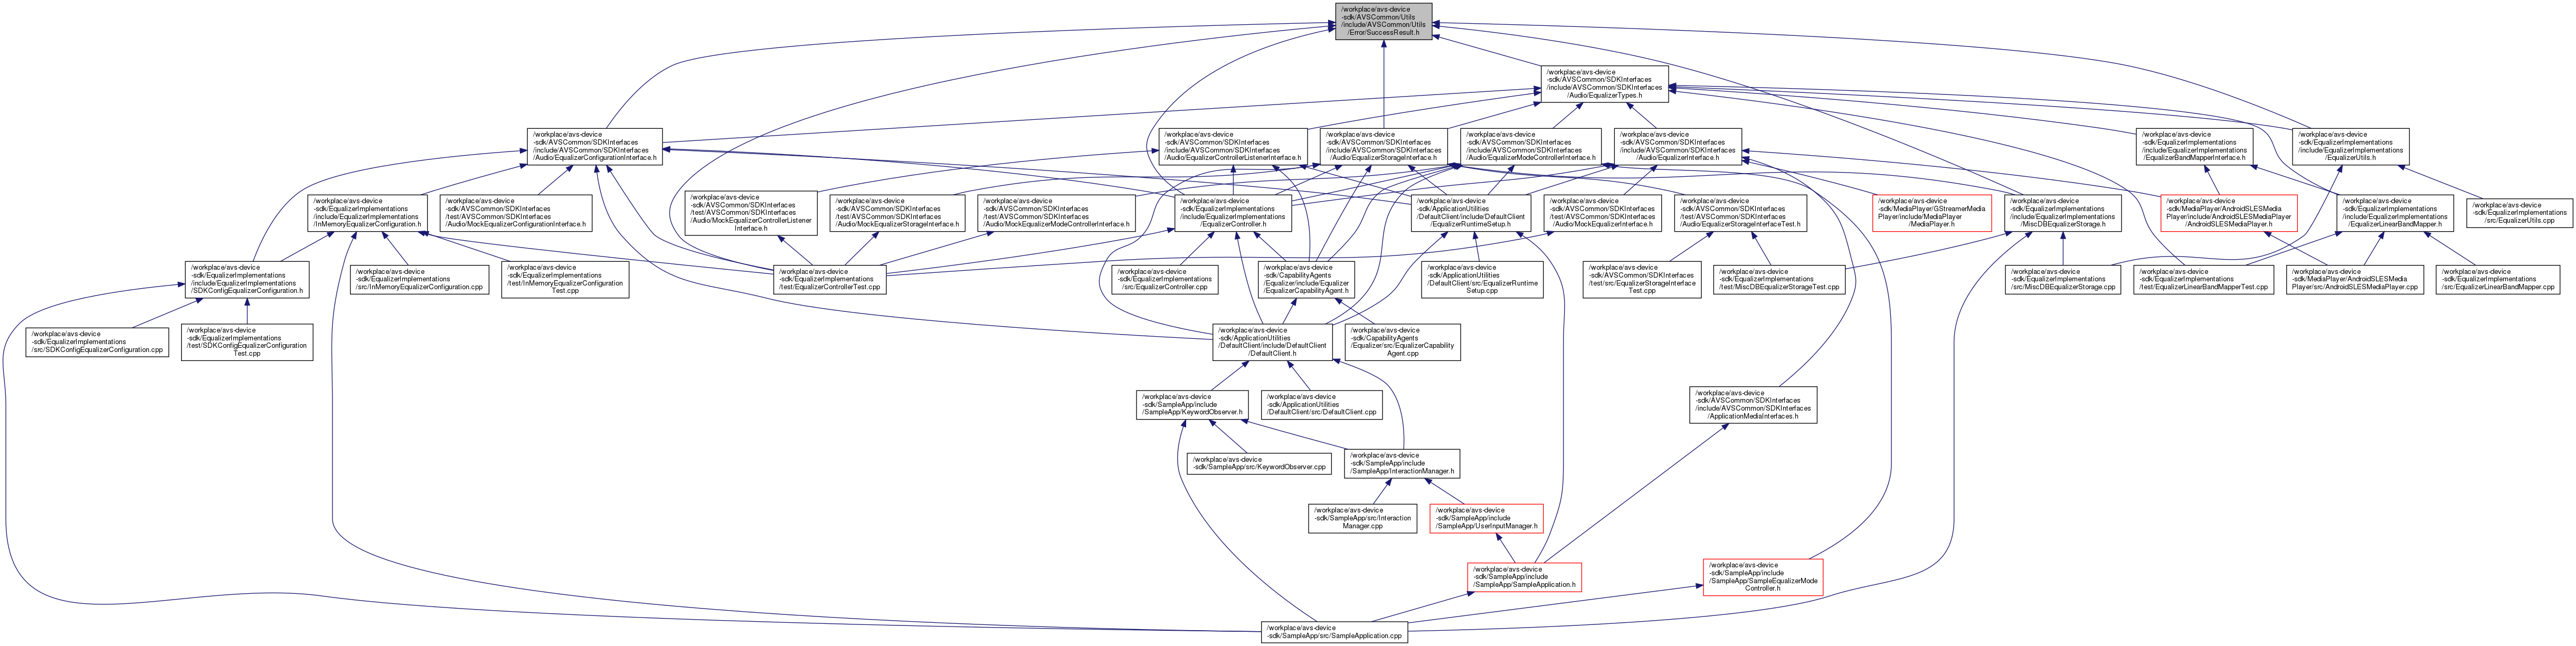 /workplace/avs-device
-sdk/AVSCommon/Utils
/include/AVSCommon/Utils
/Error/SuccessResult.h
/workplace/avs-device
-sdk/AVSCommon/SDKInterfaces
/include/AVSCommon/SDKInterfaces
/Audio/EqualizerTypes.h
/workplace/avs-device
-sdk/AVSCommon/SDKInterfaces
/include/AVSCommon/SDKInterfaces
/Audio/EqualizerConfigurationInterface.h
/workplace/avs-device
-sdk/AVSCommon/SDKInterfaces
/include/AVSCommon/SDKInterfaces
/Audio/EqualizerControllerListenerInterface.h
/workplace/avs-device
-sdk/AVSCommon/SDKInterfaces
/include/AVSCommon/SDKInterfaces
/Audio/EqualizerStorageInterface.h
/workplace/avs-device
-sdk/AVSCommon/SDKInterfaces
/include/AVSCommon/SDKInterfaces
/Audio/EqualizerModeControllerInterface.h
/workplace/avs-device
-sdk/AVSCommon/SDKInterfaces
/include/AVSCommon/SDKInterfaces
/Audio/EqualizerInterface.h
/workplace/avs-device
-sdk/EqualizerImplementations
/include/EqualizerImplementations
/EqualizerBandMapperInterface.h
/workplace/avs-device
-sdk/EqualizerImplementations
/include/EqualizerImplementations
/EqualizerUtils.h
/workplace/avs-device
-sdk/EqualizerImplementations
/include/EqualizerImplementations
/InMemoryEqualizerConfiguration.h
/workplace/avs-device
-sdk/AVSCommon/SDKInterfaces
/test/AVSCommon/SDKInterfaces
/Audio/MockEqualizerConfigurationInterface.h
/workplace/avs-device
-sdk/AVSCommon/SDKInterfaces
/test/AVSCommon/SDKInterfaces
/Audio/MockEqualizerControllerListener
Interface.h
/workplace/avs-device
-sdk/AVSCommon/SDKInterfaces
/test/AVSCommon/SDKInterfaces
/Audio/MockEqualizerStorageInterface.h
/workplace/avs-device
-sdk/AVSCommon/SDKInterfaces
/test/AVSCommon/SDKInterfaces
/Audio/MockEqualizerModeControllerInterface.h
/workplace/avs-device
-sdk/EqualizerImplementations
/include/EqualizerImplementations
/EqualizerController.h
/workplace/avs-device
-sdk/ApplicationUtilities
/DefaultClient/include/DefaultClient
/EqualizerRuntimeSetup.h
/workplace/avs-device
-sdk/AVSCommon/SDKInterfaces
/test/AVSCommon/SDKInterfaces
/Audio/MockEqualizerInterface.h
/workplace/avs-device
-sdk/AVSCommon/SDKInterfaces
/test/AVSCommon/SDKInterfaces
/Audio/EqualizerStorageInterfaceTest.h
/workplace/avs-device
-sdk/MediaPlayer/GStreamerMedia
Player/include/MediaPlayer
/MediaPlayer.h
/workplace/avs-device
-sdk/EqualizerImplementations
/include/EqualizerImplementations
/MiscDBEqualizerStorage.h
/workplace/avs-device
-sdk/MediaPlayer/AndroidSLESMedia
Player/include/AndroidSLESMediaPlayer
/AndroidSLESMediaPlayer.h
/workplace/avs-device
-sdk/EqualizerImplementations
/include/EqualizerImplementations
/EqualizerLinearBandMapper.h
/workplace/avs-device
-sdk/EqualizerImplementations
/src/EqualizerUtils.cpp
/workplace/avs-device
-sdk/EqualizerImplementations
/include/EqualizerImplementations
/SDKConfigEqualizerConfiguration.h
/workplace/avs-device
-sdk/EqualizerImplementations
/src/InMemoryEqualizerConfiguration.cpp
/workplace/avs-device
-sdk/EqualizerImplementations
/test/InMemoryEqualizerConfiguration
Test.cpp
/workplace/avs-device
-sdk/EqualizerImplementations
/test/EqualizerControllerTest.cpp
/workplace/avs-device
-sdk/EqualizerImplementations
/src/EqualizerController.cpp
/workplace/avs-device
-sdk/CapabilityAgents
/Equalizer/include/Equalizer
/EqualizerCapabilityAgent.h
/workplace/avs-device
-sdk/ApplicationUtilities
/DefaultClient/src/EqualizerRuntime
Setup.cpp
/workplace/avs-device
-sdk/AVSCommon/SDKInterfaces
/test/src/EqualizerStorageInterface
Test.cpp
/workplace/avs-device
-sdk/EqualizerImplementations
/test/MiscDBEqualizerStorageTest.cpp
/workplace/avs-device
-sdk/EqualizerImplementations
/src/MiscDBEqualizerStorage.cpp
/workplace/avs-device
-sdk/EqualizerImplementations
/test/EqualizerLinearBandMapperTest.cpp
/workplace/avs-device
-sdk/MediaPlayer/AndroidSLESMedia
Player/src/AndroidSLESMediaPlayer.cpp
/workplace/avs-device
-sdk/EqualizerImplementations
/src/EqualizerLinearBandMapper.cpp
/workplace/avs-device
-sdk/EqualizerImplementations
/src/SDKConfigEqualizerConfiguration.cpp
/workplace/avs-device
-sdk/EqualizerImplementations
/test/SDKConfigEqualizerConfiguration
Test.cpp
/workplace/avs-device
-sdk/ApplicationUtilities
/DefaultClient/include/DefaultClient
/DefaultClient.h
/workplace/avs-device
-sdk/CapabilityAgents
/Equalizer/src/EqualizerCapability
Agent.cpp
/workplace/avs-device
-sdk/SampleApp/include
/SampleApp/KeywordObserver.h
/workplace/avs-device
-sdk/ApplicationUtilities
/DefaultClient/src/DefaultClient.cpp
/workplace/avs-device
-sdk/AVSCommon/SDKInterfaces
/include/AVSCommon/SDKInterfaces
/ApplicationMediaInterfaces.h
/workplace/avs-device
-sdk/SampleApp/src/KeywordObserver.cpp
/workplace/avs-device
-sdk/SampleApp/include
/SampleApp/InteractionManager.h
/workplace/avs-device
-sdk/SampleApp/src/Interaction
Manager.cpp
/workplace/avs-device
-sdk/SampleApp/include
/SampleApp/UserInputManager.h
/workplace/avs-device
-sdk/SampleApp/include
/SampleApp/SampleApplication.h
/workplace/avs-device
-sdk/SampleApp/include
/SampleApp/SampleEqualizerMode
Controller.h
/workplace/avs-device
-sdk/SampleApp/src/SampleApplication.cpp